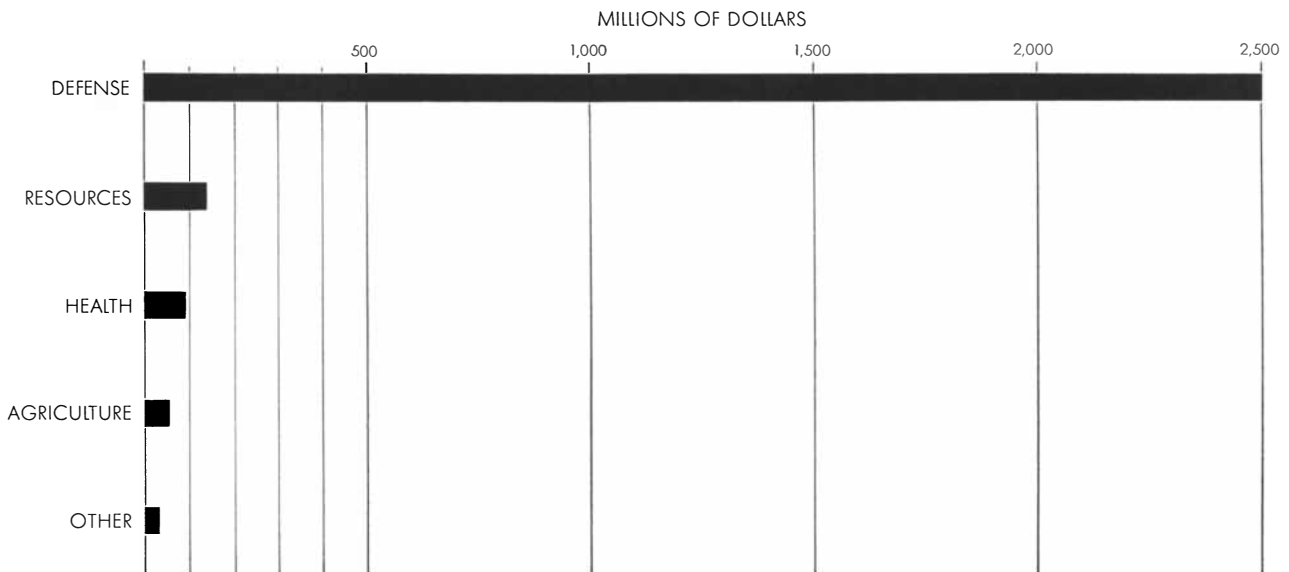 MILLIONS OF DOLLARS
500 1,000 1,500 2,000 2,500
DEFENSE
RESOURCES
HEALTH
AGRICULTURE
OTHER